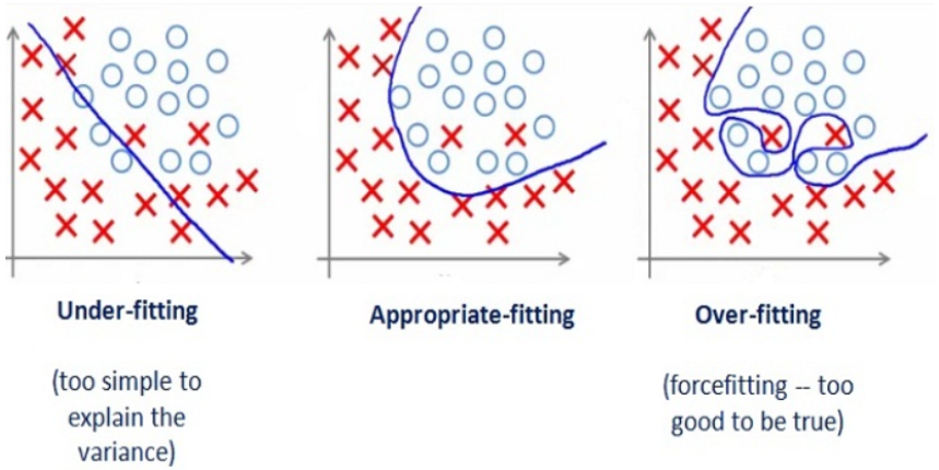 Under-fitting
Appropriate-fitting
Over-fitting
(too simple to
explain the
variance)
(forcefitting -- too
good to be true)